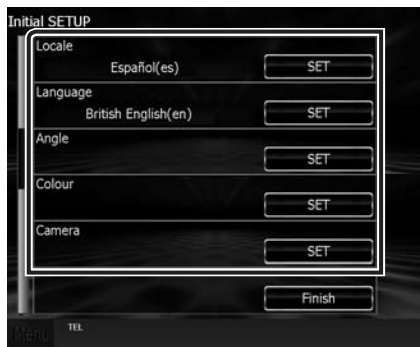 Initial SETUP
Locale
Español(es) SET
Language
British English(en) SET
Angle
SET
Colour
SET
Camera
SET
Finish
Menu TEL